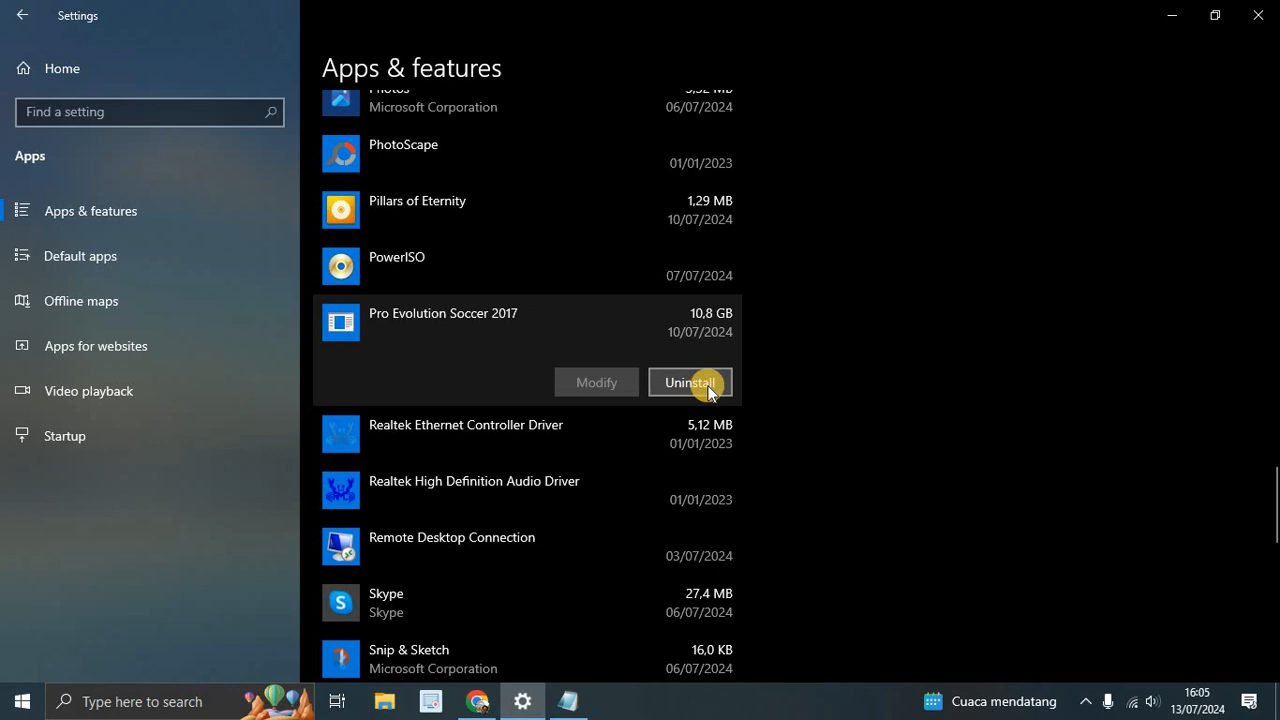 Settings
Home
Find a setting
Apps
Apps & features
Default apps
Offline maps
Apps for websites
Video playback
Startup
Apps & features
Photos
Microsoft Corporation 06/07/2024
PhotoScape
01/01/2023
Pillars of Eternity 1,29 MB
10/07/2024
PowerISO
07/07/2024
Pro Evolution Soccer 2017 10,8 GB
10/07/2024
Modify Uninstall
Realtek Ethernet Controller Driver 5,12 MB
01/01/2023
Realtek High Definition Audio Driver
01/01/2023
Remote Desktop Connection
03/07/2024
Skype 27,4 MB
Skype 06/07/2024
Snip & Sketch 16,0 KB
Microsoft Corporation 06/07/2024
Type here to search
Cuaca mendatang
16:05
13/07/2024